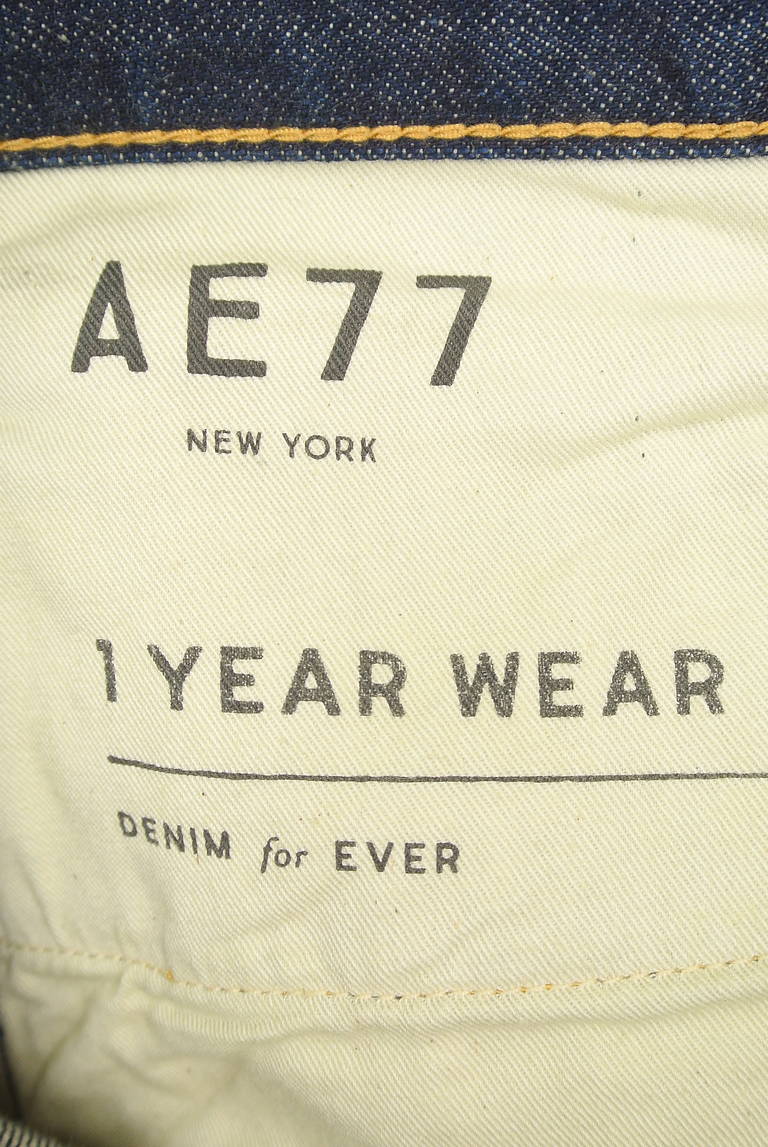 AE77
NEW YORK
1 YEAR WEAR
DENIM for EVER